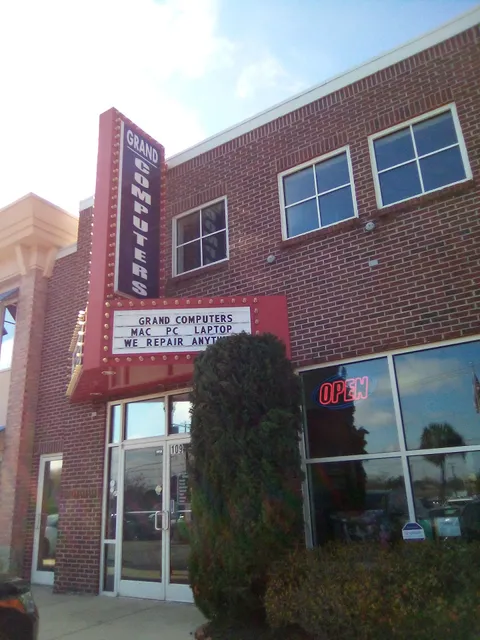 GRAND
COMPUTERS
GRAND COMPUTERS
MAC PC LAPTOP
WE REPAIR
OPEN